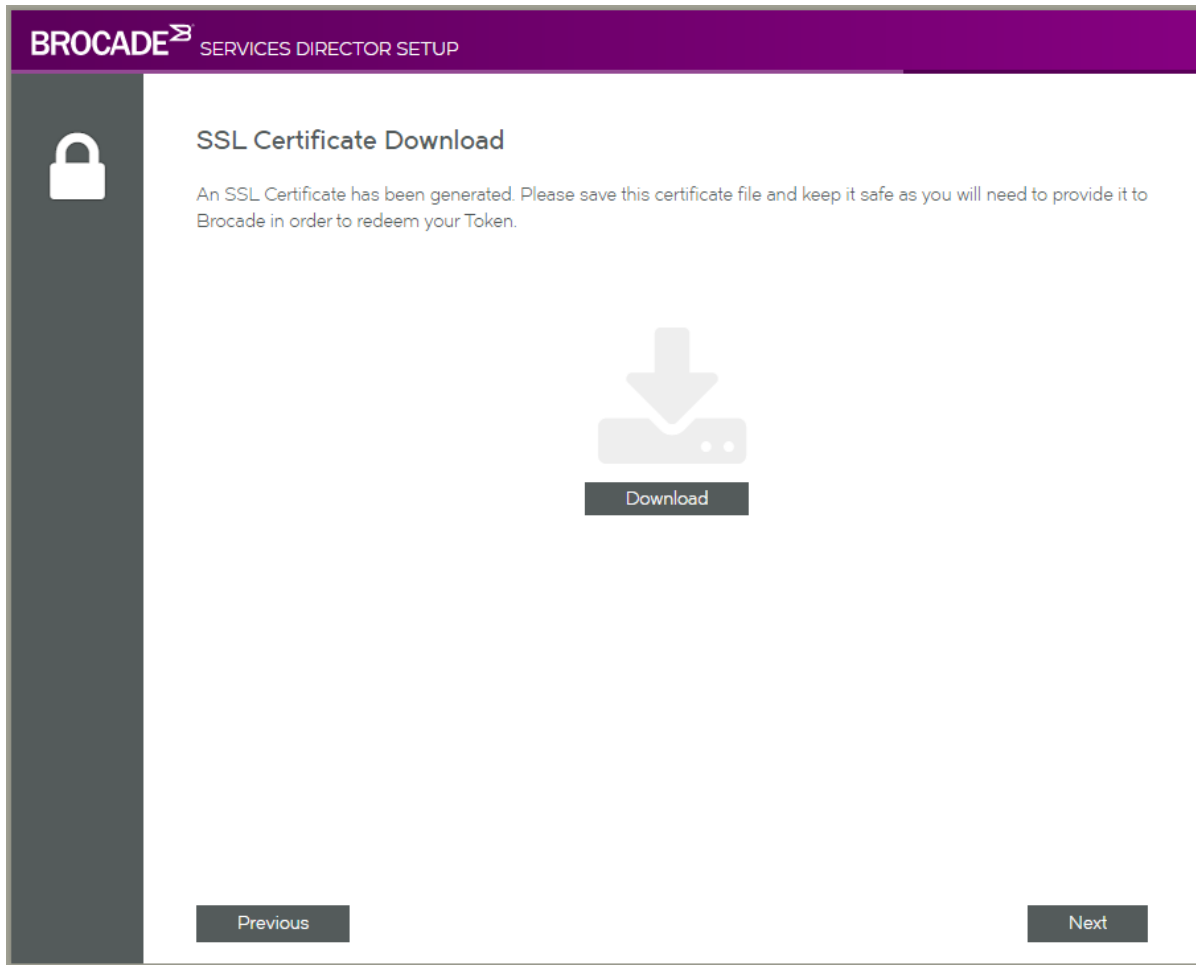 BROCADE SERVICES DIRECTOR SETUP
SSL Certificate Download
An SSL Certificate has been generated. Please save this certificate file and keep it safe as you will need to provide it to
Brocade in order to redeem your Token.
Download
Previous
Next